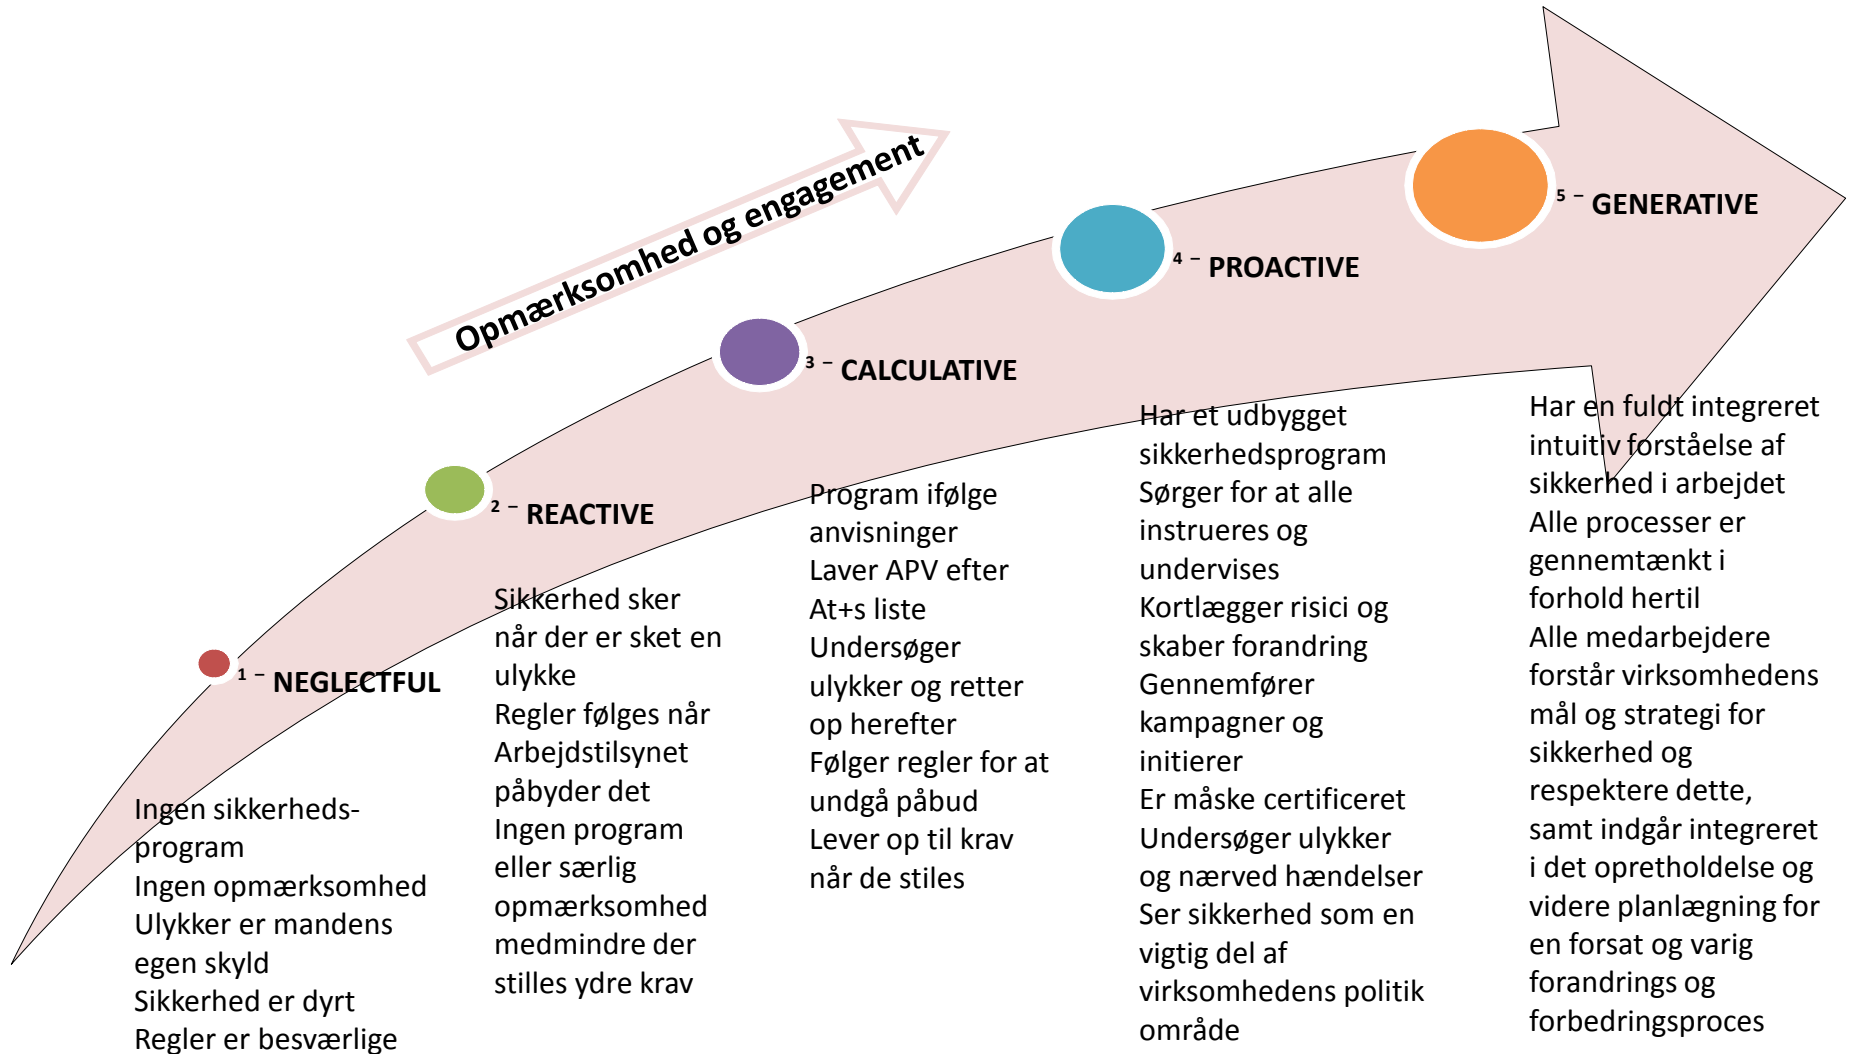 Opmærksomhed og engagement
1 – NEGLECTFUL
Ingen sikkerheds-
program
Ingen opmærksomhed
Ulykker er mandens
egen skyld
Sikkerhed er dyrt
Regler er besværlige
2 – REACTIVE
Sikkerhed sker
når der er sket en
ulykke
Regler følges når
Arbejdstilsynet
påbyder det
Ingen program
eller særlig
opmærksomhed
medmindre der
stilles ydre krav
3 – CALCULATIVE
Program ifølge
anvisninger
Laver APV efter
At+s liste
Undersøger
ulykker og retter
op herefter
Følger regler for at
undgå påbud
Lever op til krav
når de stiles
4 – PROACTIVE
Har et udbygget
sikkerhedsprogram
Sørger for at alle
instrueres og
undervises
Kortlægger risici og
skaber forandring
Gennemfører
kampagner og
initierer
Er måske certificeret
Undersøger ulykker
og nærved hændelser
Ser sikkerhed som en
vigtig del af
virksomhedens politik
område
5 – GENERATIVE
Har en fuldt integreret
intuitiv forståelse af
sikkerhed i arbejdet
Alle processer er
gennemtænkt i
forhold hertil
Alle medarbejdere
forstår virksomhedens
mål og strategi for
sikkerhed og
respektere dette,
samt indgår integreret
i det opretholdelse og
videre planlægning for
en forsat og varig
forandrings og
forbedringsproces